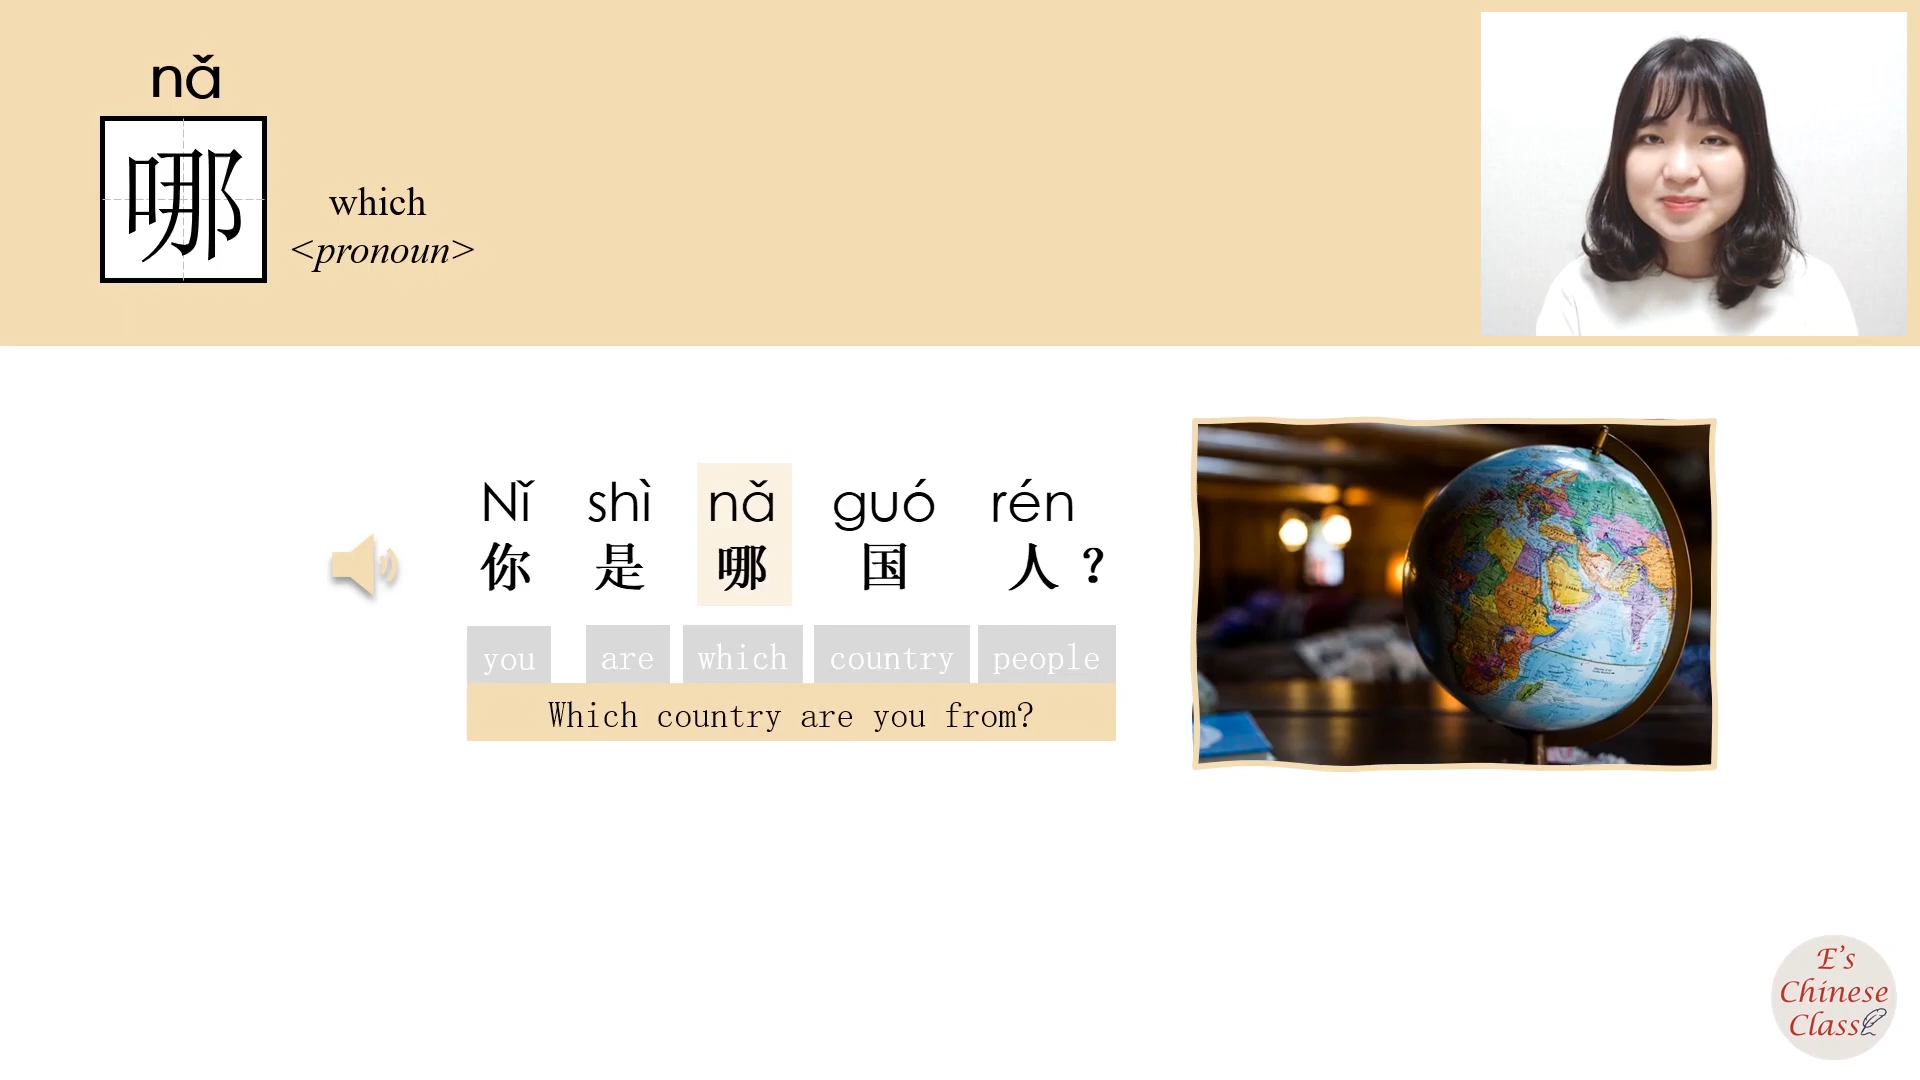 nǎ
哪
which
<pronoun>
Nǐ shì nǎ guó rén
你 是 哪 国 人 ?
you are which country people
Which country are you from?
E's
Chinese
Class